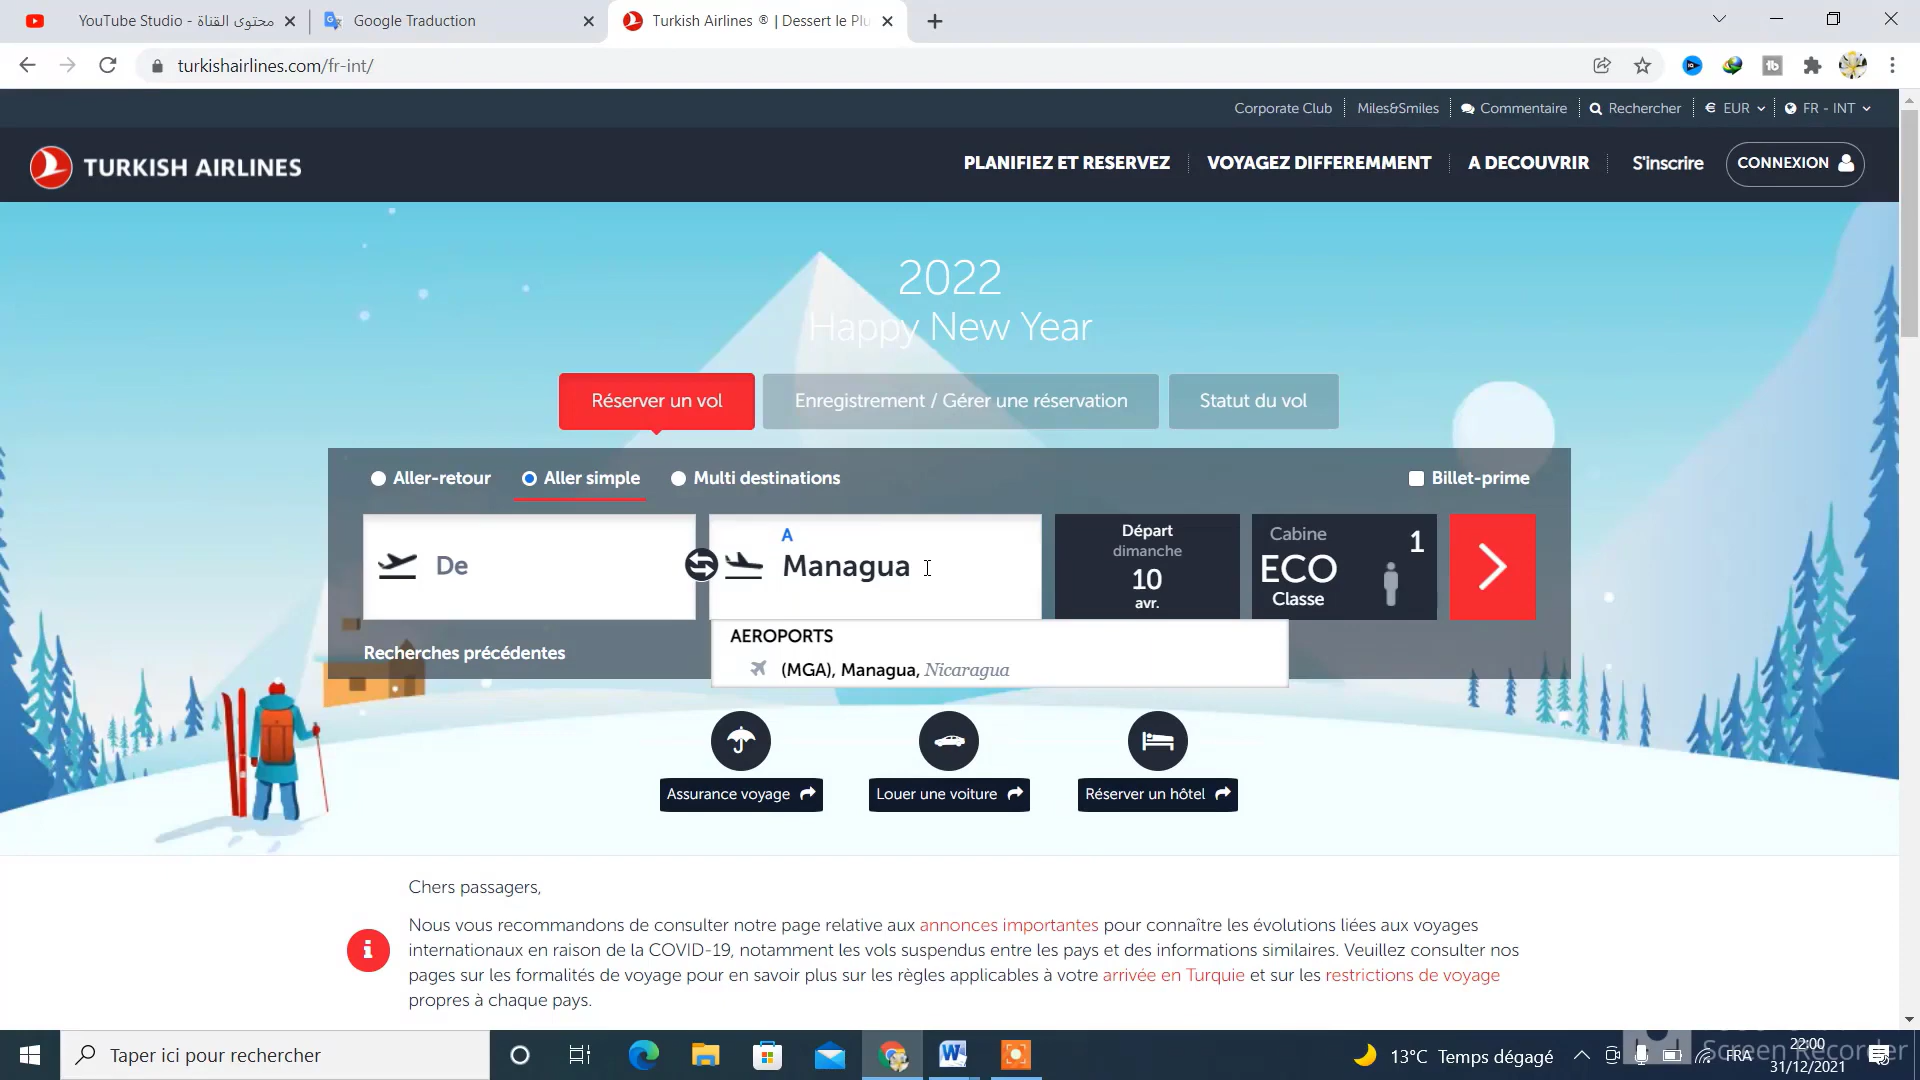 YouTube Studio - محتوى القناة
Google Traduction
Turkish Airlines ® | Dessert le Plu
turkishairlines.com/fr-int/
Corporate Club
Miles&Smiles
Commentaire
Rechercher
€ EUR
FR - INT
TURKISH AIRLINES
PLANIFIEZ ET RESERVEZ
VOYAGEZ DIFFEREMMENT
A DECOUVRIR
S'inscrire
CONNEXION
2022
Happy New Year
Réserver un vol
Enregistrement / Gérer une réservation
Statut du vol
Aller-retour
Aller simple
Multi destinations
Billet-prime
De
A
Managua
Départ
dimanche
10
avr.
Cabine
1
ECO
Classe
Recherches précédentes
AEROPORTS
(MGA), Managua, Nicaragua
Assurance voyage
Louer une voiture
Réserver un hôtel
Chers passagers,
Nous vous recommandons de consulter notre page relative aux annonces importantes pour connaître les évolutions liées aux voyages
internationaux en raison de la COVID-19, notamment les vols suspendus entre les pays et des informations similaires. Veuillez consulter nos
pages sur les formalités de voyage pour en savoir plus sur les règles applicables à votre arrivée en Turquie et sur les restrictions de voyage
propres à chaque pays.
Taper ici pour rechercher
13°C Temps dégagé
FRA
22:00
31/12/2021
Screen Recorder